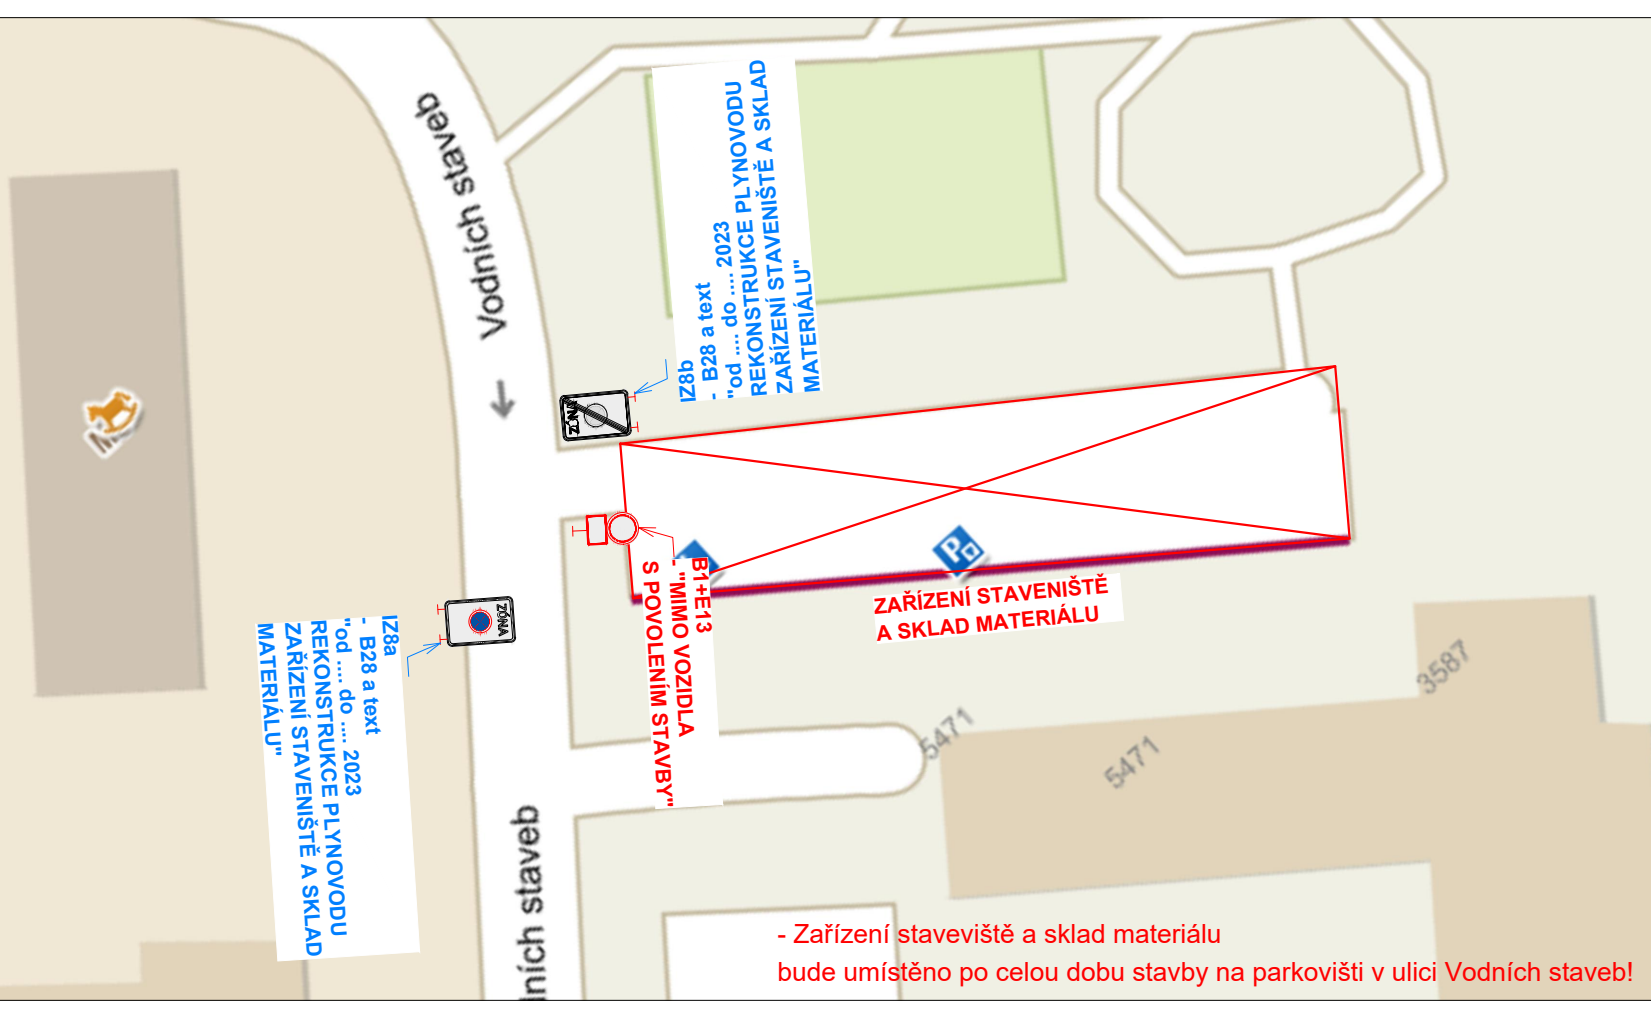 Vodních staveb
IZ8b
- B28 a text
"od .... do .... 2023
REKONSTRUKCE PLYNOVODU
ZAŘÍZENÍ STAVENIŠTĚ A SKLAD
MATERIÁLU"
ZÓNA
P
B1+E13
- "MIMO VOZIDLA
S POVOLENÍM STAVBY"
ZAŘÍZENÍ STAVENIŠTĚ
A SKLAD MATERIÁLU
ZÓNA
IZ8a
- B28 a text
"od .... do .... 2023
REKONSTRUKCE PLYNOVODU
ZAŘÍZENÍ STAVENIŠTĚ A SKLAD
MATERIÁLU"
3587
5471
5471
lních staveb
- Zařízení staveviště a sklad materiálu
bude umístěno po celou dobu stavby na parkovišti v ulici Vodních staveb!